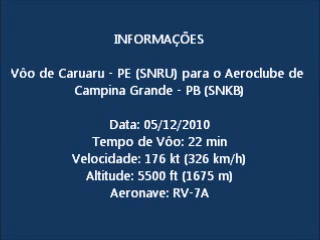 INFORMAÇÕES
Vôo de Caruaru - PE (SNRU) para o Aeroclube de
Campina Grande - PB (SNKB)
Data: 05/12/2010
Tempo de Vôo: 22 min
Velocidade: 176 kt (326 km/h)
Altitude: 5500 ft (1675 m)
Aeronave: RV-7A